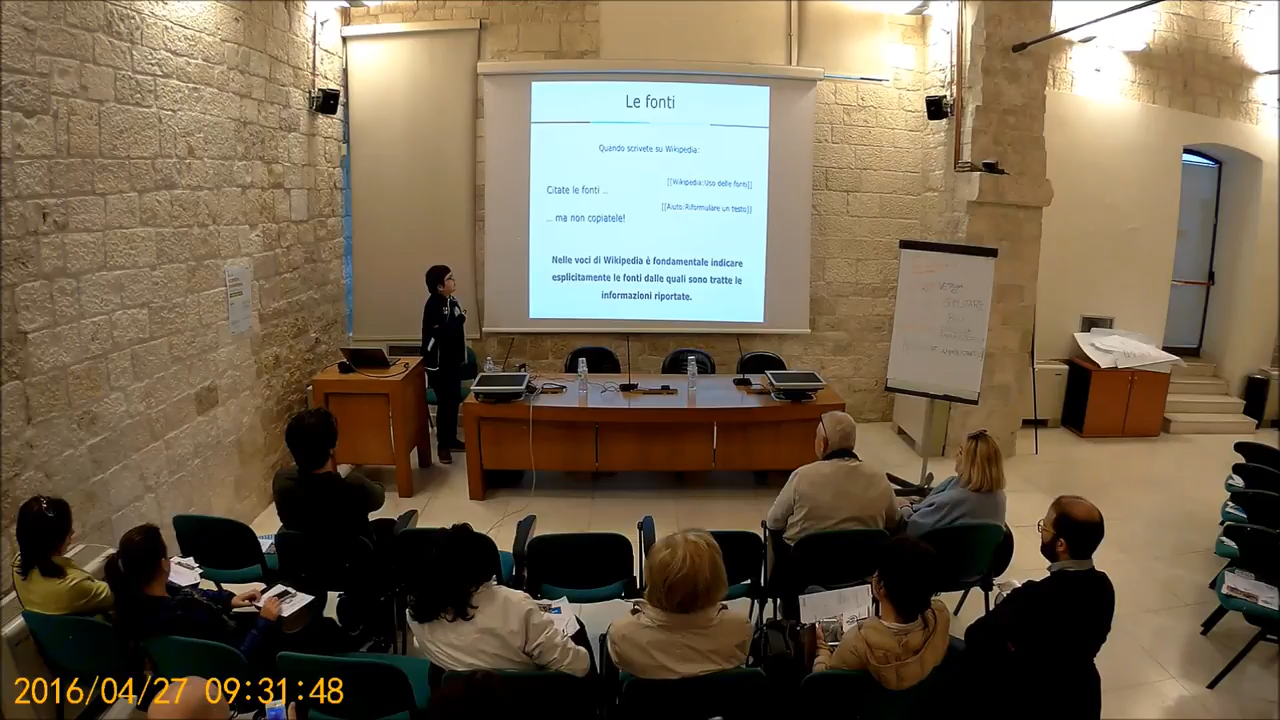 Le fonti
Quando scrivete su Wikipedia:
Citate le fonti ...
[[Wikipedia:Uso delle fonti]]
[[Aiuto:Riformulare un testo]]
... ma non copiatele!
Nelle voci di Wikipedia è fondamentale indicare
esplicitamente le fonti dalle quali sono tratte le
informazioni riportate.
2016/04/27 09:31:48